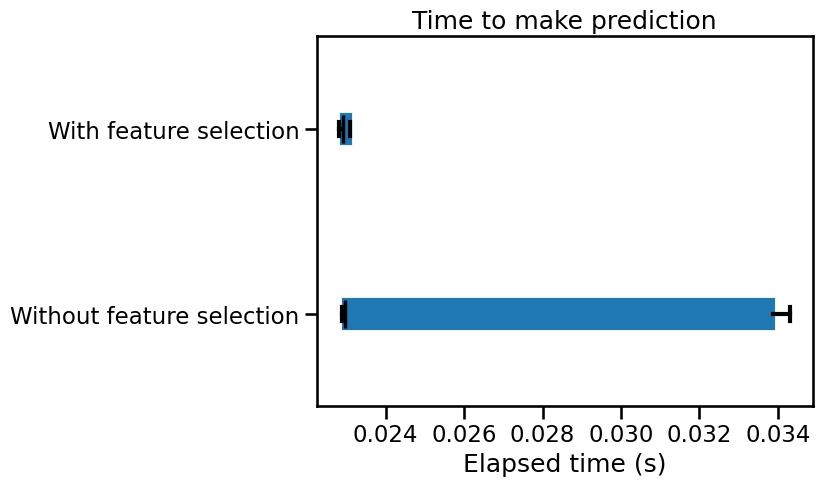 Time to make prediction
With feature selection
Without feature selection
0.024 0.026 0.028 0.030 0.032 0.034
Elapsed time (s)